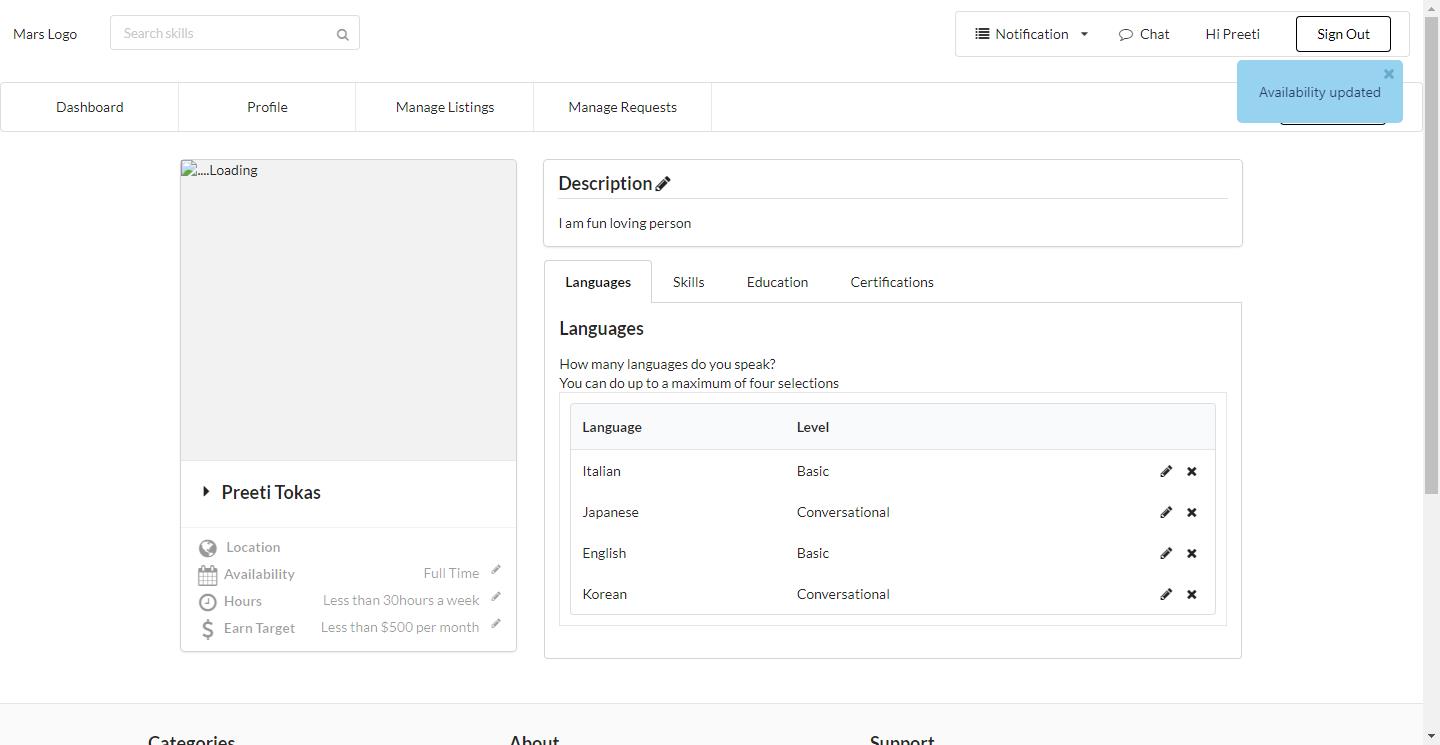 Mars Logo
Search skills
Notification
Chat
Hi Preeti
Sign Out
Availability updated
Dashboard
Profile
Manage Listings
Manage Requests
....Loading
Preeti Tokas
Location
Availability Full Time
Hours Less than 30hours a week
Earn Target Less than $500 per month
Description
I am fun loving person
Languages Skills Education Certifications
Languages
How many languages do you speak?
You can do up to a maximum of four selections
Language Level
Italian Basic
Japanese Conversational
English Basic
Korean Conversational
Categories About Support